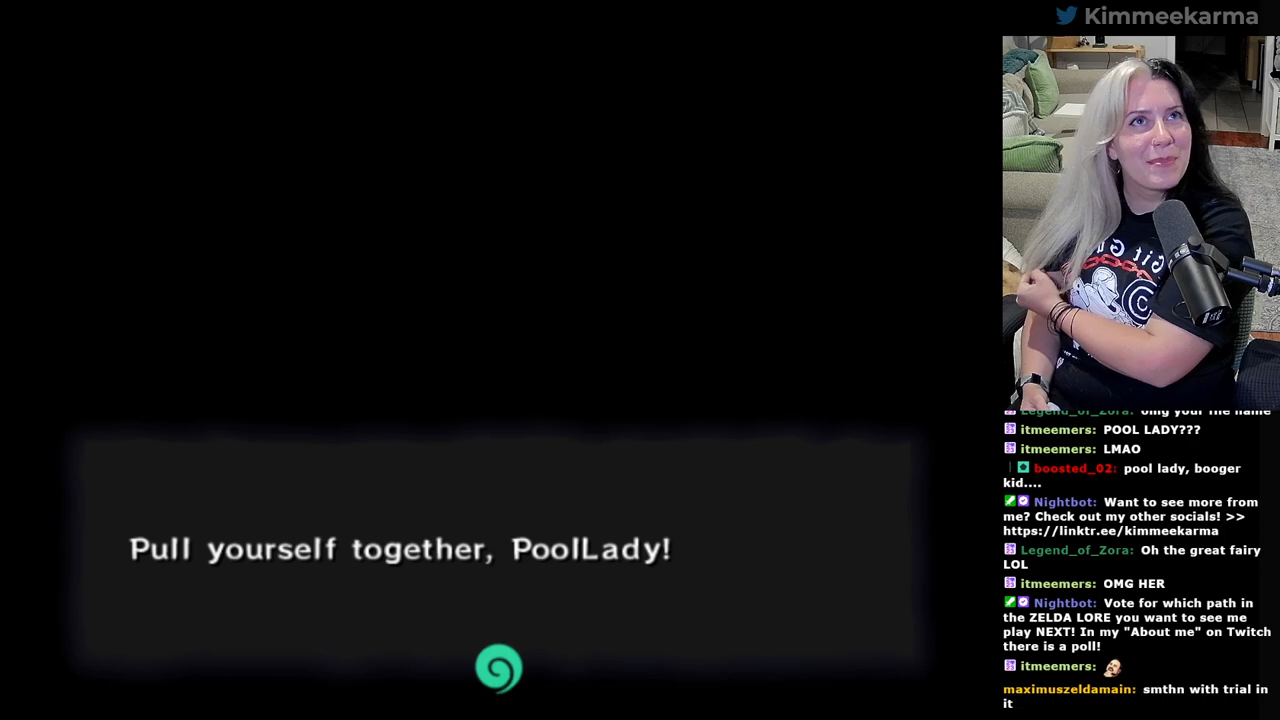 Kimmeekarma
Git Gu
Legend_of_Zora: omg your file name
itmeemers: POOL LADY???
itmeemers: LMAO
boosted_02: pool lady, booger
kid....
Nightbot: Want to see more from
me? Check out my other socials! >>
https://linktr.ee/kimmeekarma
Legend_of_Zora: Oh the great fairy
LOL
itmeemers: OMG HER
Nightbot: Vote for which path in
the ZELDA LORE you want to see me
play NEXT! In my "About me" on Twitch
there is a poll!
itmeemers:
maximuszeldamain: smthn with trial in
it
Pull yourself together, PoolLady!